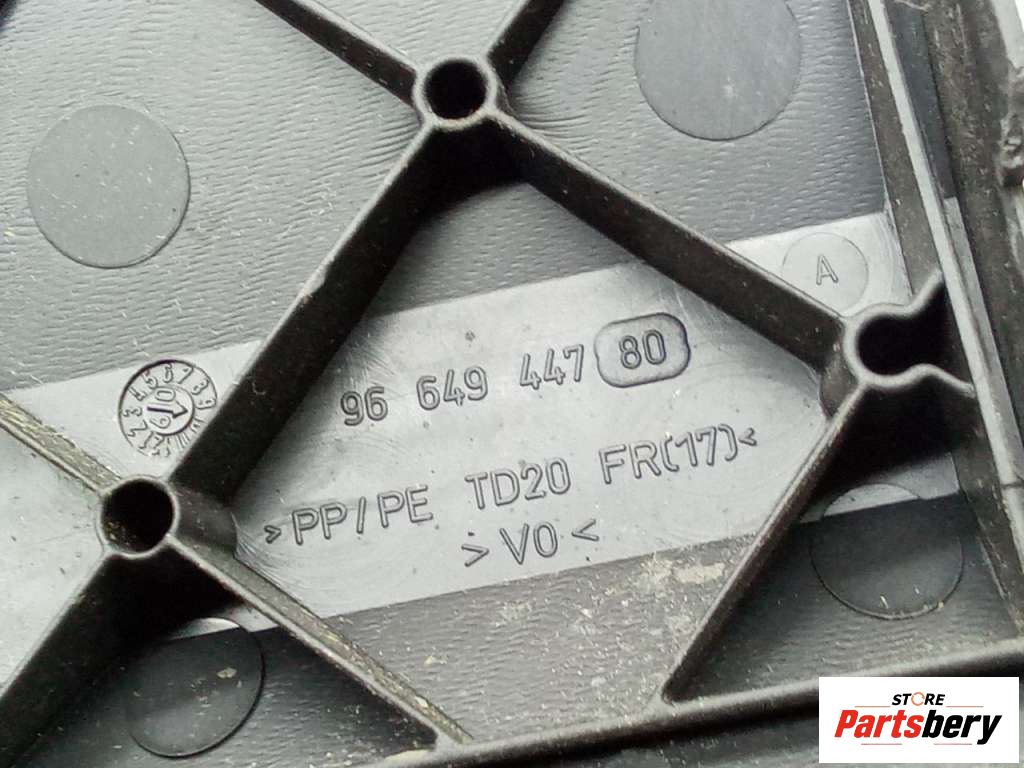 A
96 649 447 80
>PP/PE TD20 FR(17)<
>V0<
STORE
Partsbery